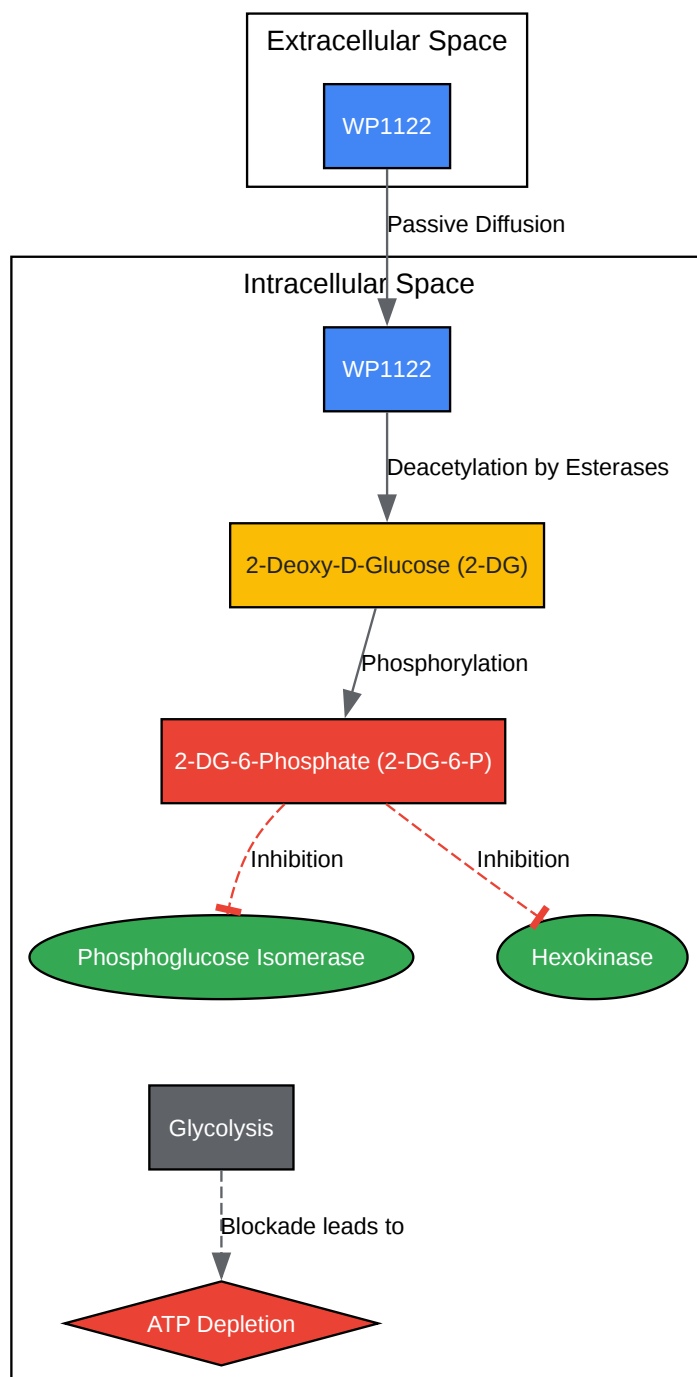 Extracellular Space
WP1122
Passive Diffusion
Intracellular Space
WP1122
Deacetylation by Esterases
2-Deoxy-D-Glucose (2-DG)
Phosphorylation
2-DG-6-Phosphate (2-DG-6-P)
Inhibition
Inhibition
Phosphoglucose Isomerase
Hexokinase
Glycolysis
Blockade leads to
ATP Depletion